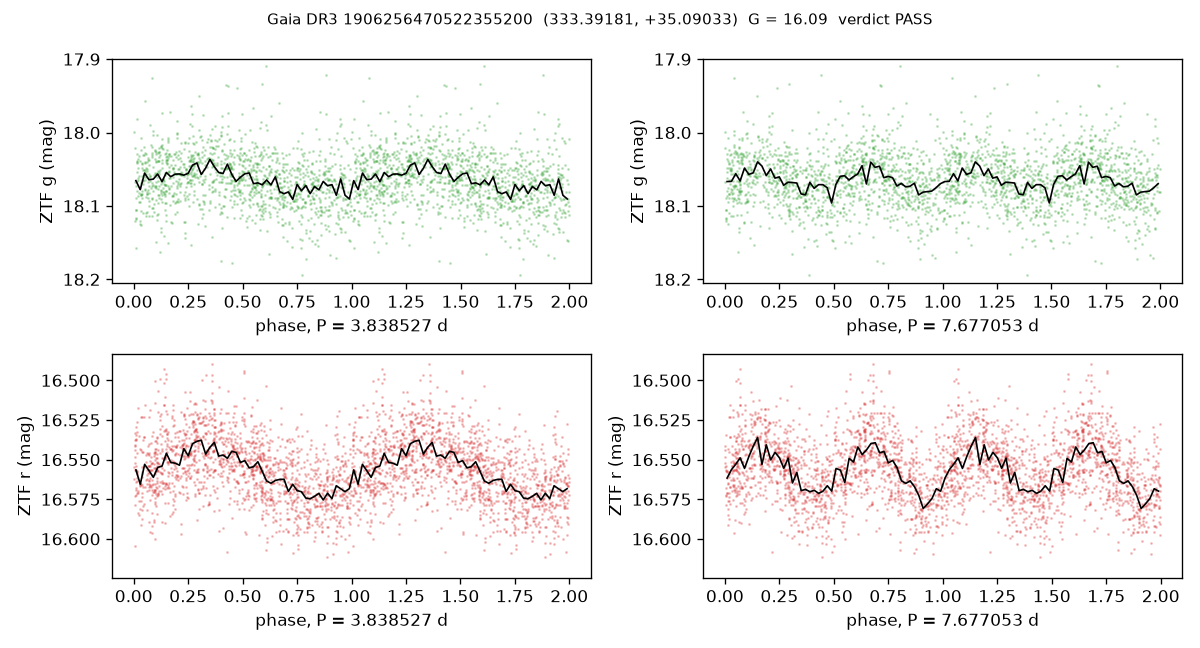 Gaia DR3 1906256470522355200 (333.39181, +35.09033) G = 16.09 verdict PASS
17.9
18.0
18.1
18.2
ZTF g (mag)
0.00 0.25 0.50 0.75 1.00 1.25 1.50 1.75 2.00
phase, P = 3.838527 d
17.9
18.0
18.1
18.2
ZTF g (mag)
0.00 0.25 0.50 0.75 1.00 1.25 1.50 1.75 2.00
phase, P = 7.677053 d
16.500
16.525
16.550
16.575
16.600
ZTF r (mag)
0.00 0.25 0.50 0.75 1.00 1.25 1.50 1.75 2.00
phase, P = 3.838527 d
16.500
16.525
16.550
16.575
16.600
ZTF r (mag)
0.00 0.25 0.50 0.75 1.00 1.25 1.50 1.75 2.00
phase, P = 7.677053 d